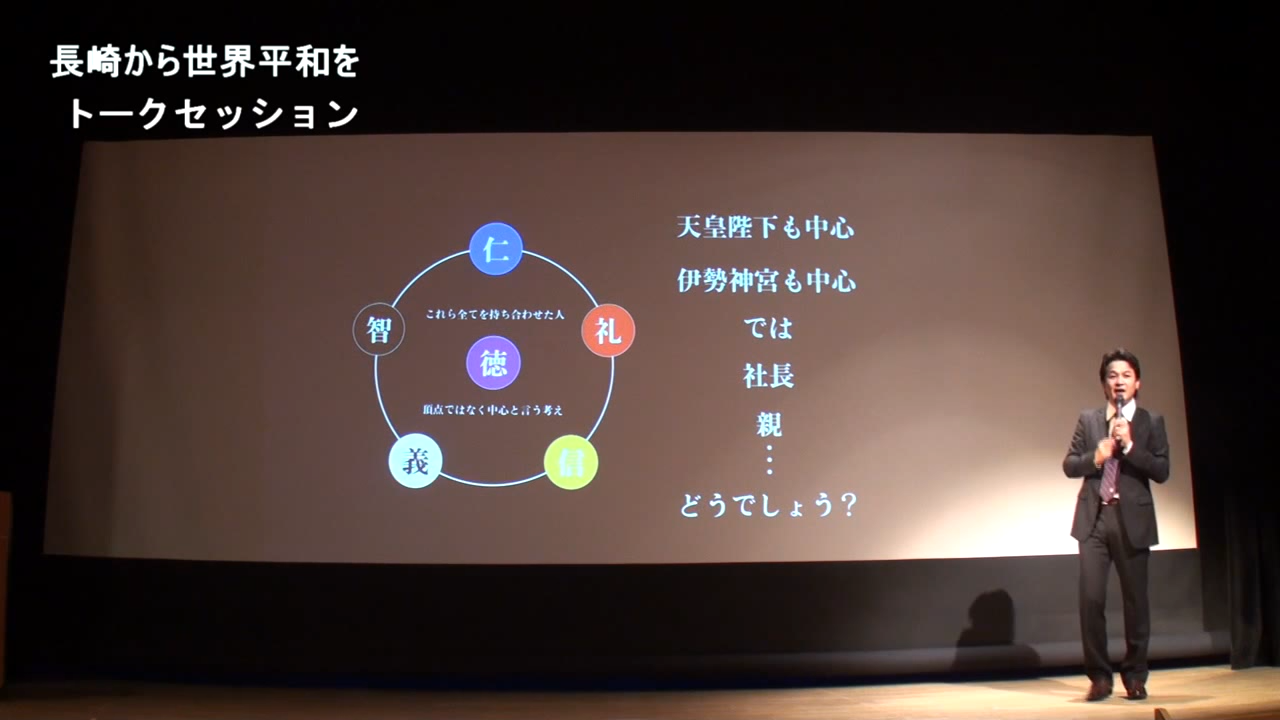 長崎から世界平和を
トークセッション
仁
智
礼
これら全てを持ち合わせた人
徳
頂点ではなく中心と言う考え
義
信
天皇陛下も中心
伊勢神宮も中心
では
社長
親
⋮
どうでしょう？